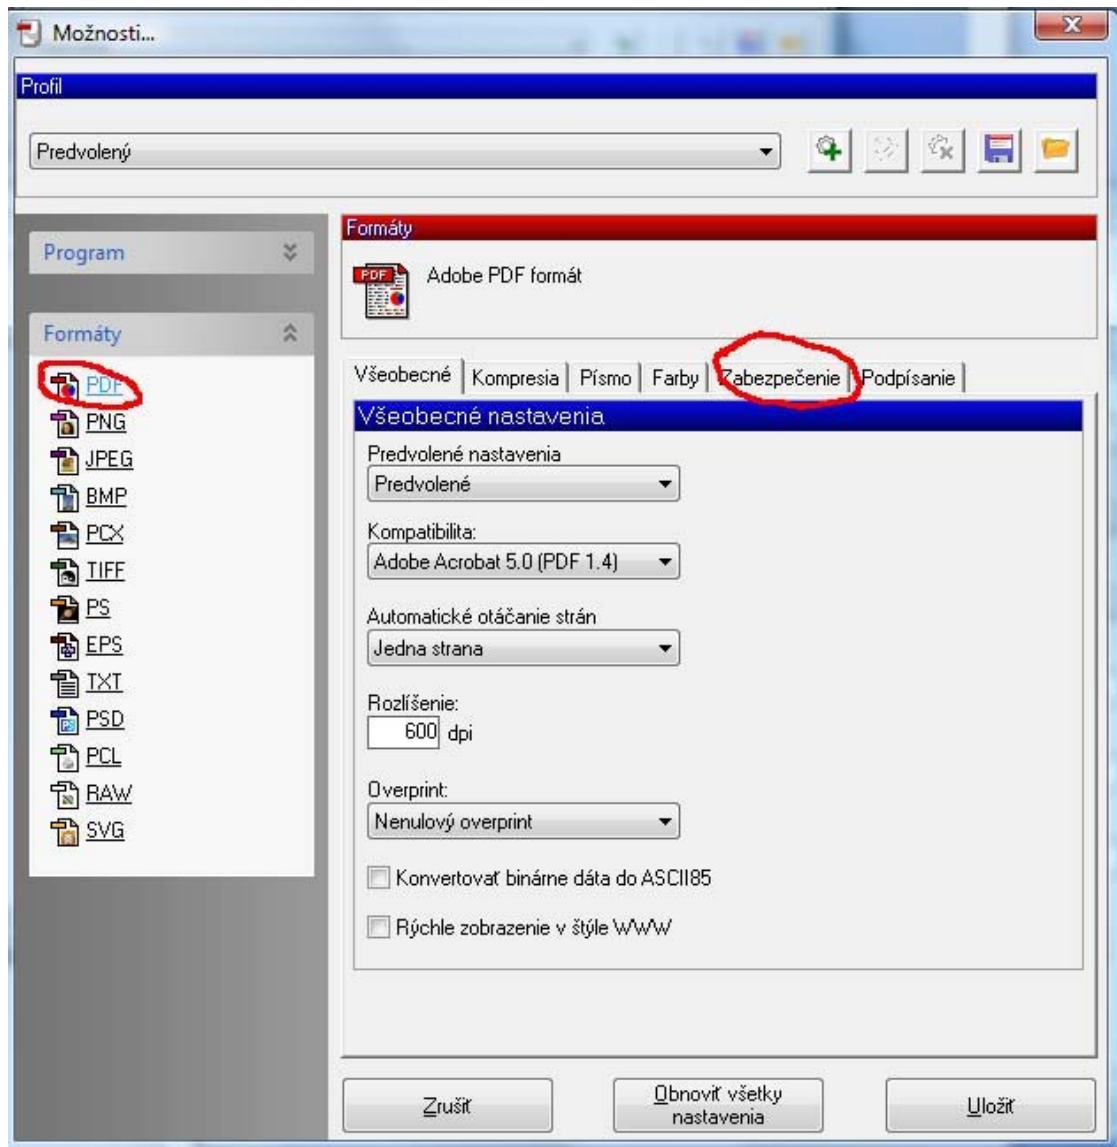 Možnosti...
Profil
Predvolený
Program
Formáty
PDF
PNG
JPEG
BMP
PCX
TIFF
PS
EPS
TXT
PSD
PCL
RAW
SVG
Formáty
PDF
Adobe PDF formát
Všeobecné Kompresia Písmo Farby Zabezpečenie Podpísanie
Všeobecné nastavenia
Predvolené nastavenia
Predvolené
Kompatibilita:
Adobe Acrobat 5.0 (PDF 1.4)
Automatické otáčanie strán
Jedna strana
Rozlíšenie:
600 dpi
Overprint:
Nenulový overprint
Konvertovať binárne dáta do ASCII85
Rýchle zobrazenie v štýle WWW
Zrušiť
Obnoviť všetky
nastavenia
Uložiť